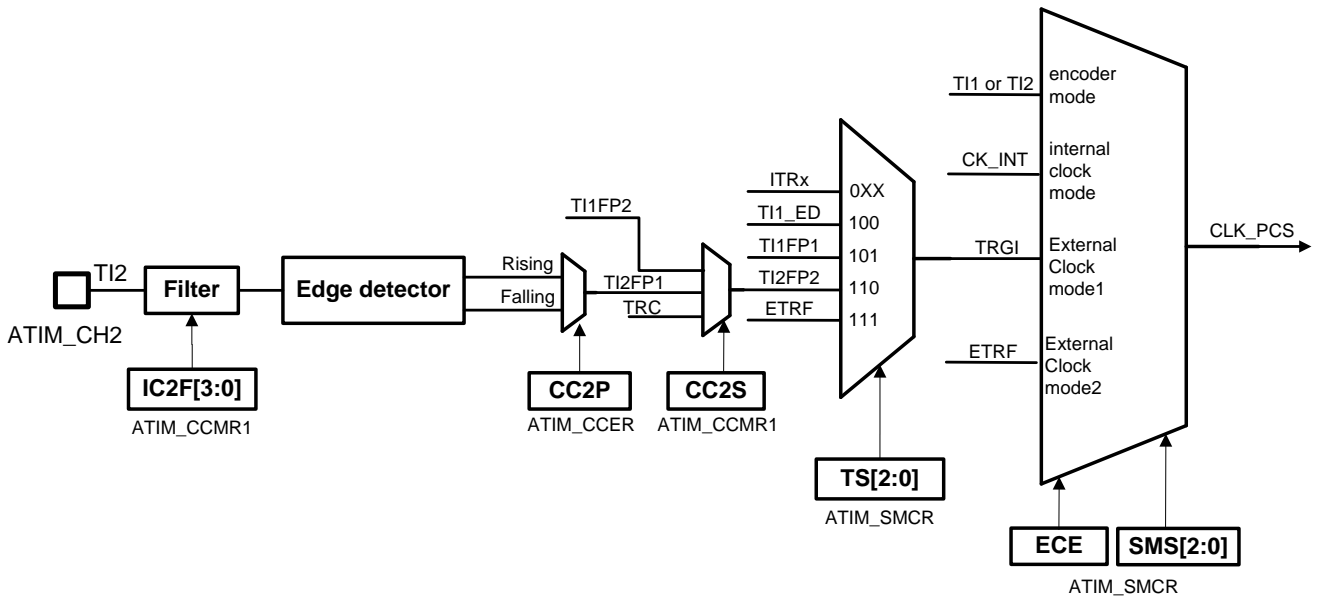 TI2
ATIM_CH2
Filter
IC2F[3:0]
ATIM_CCMR1
Edge detector
Rising
Falling
CC2P
ATIM_CCER
TI1FP2
TI2FP1
TRC
CC2S
ATIM_CCMR1
ITRx
TI1_ED
TI1FP1
TI2FP2
ETRF
0XX
100
101
110
111
TS[2:0]
ATIM_SMCR
TI1 or TI2
CK_INT
TRGI
ETRF
encoder
mode
internal
clock
mode
External
Clock
mode1
External
Clock
mode2
ECE
SMS[2:0]
ATIM_SMCR
CLK_PCS